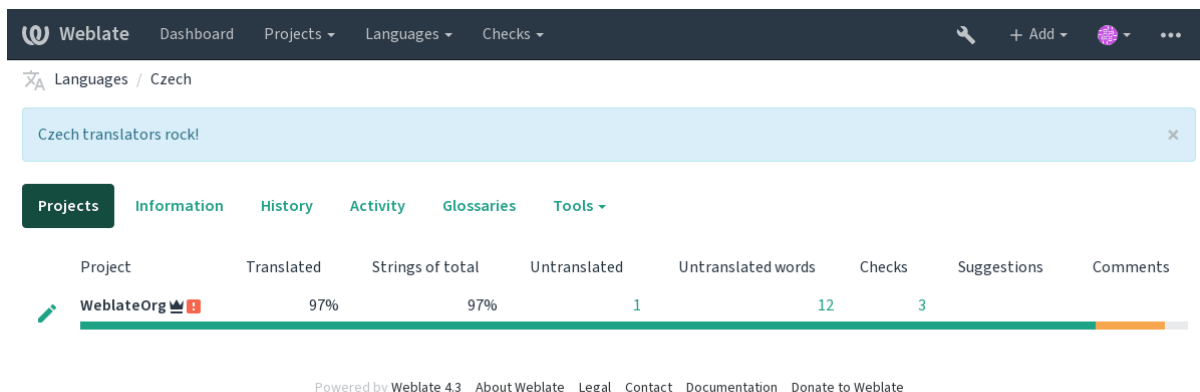 Weblate Dashboard Projects Languages Checks + Add
Languages / Czech
Czech translators rock! ×
Projects Information History Activity Glossaries Tools
Project Translated Strings of total Untranslated Untranslated words Checks Suggestions Comments
WeblateOrg 97% 97% 1 12 3
Powered by Weblate 4.3 About Weblate Legal Contact Documentation Donate to Weblate